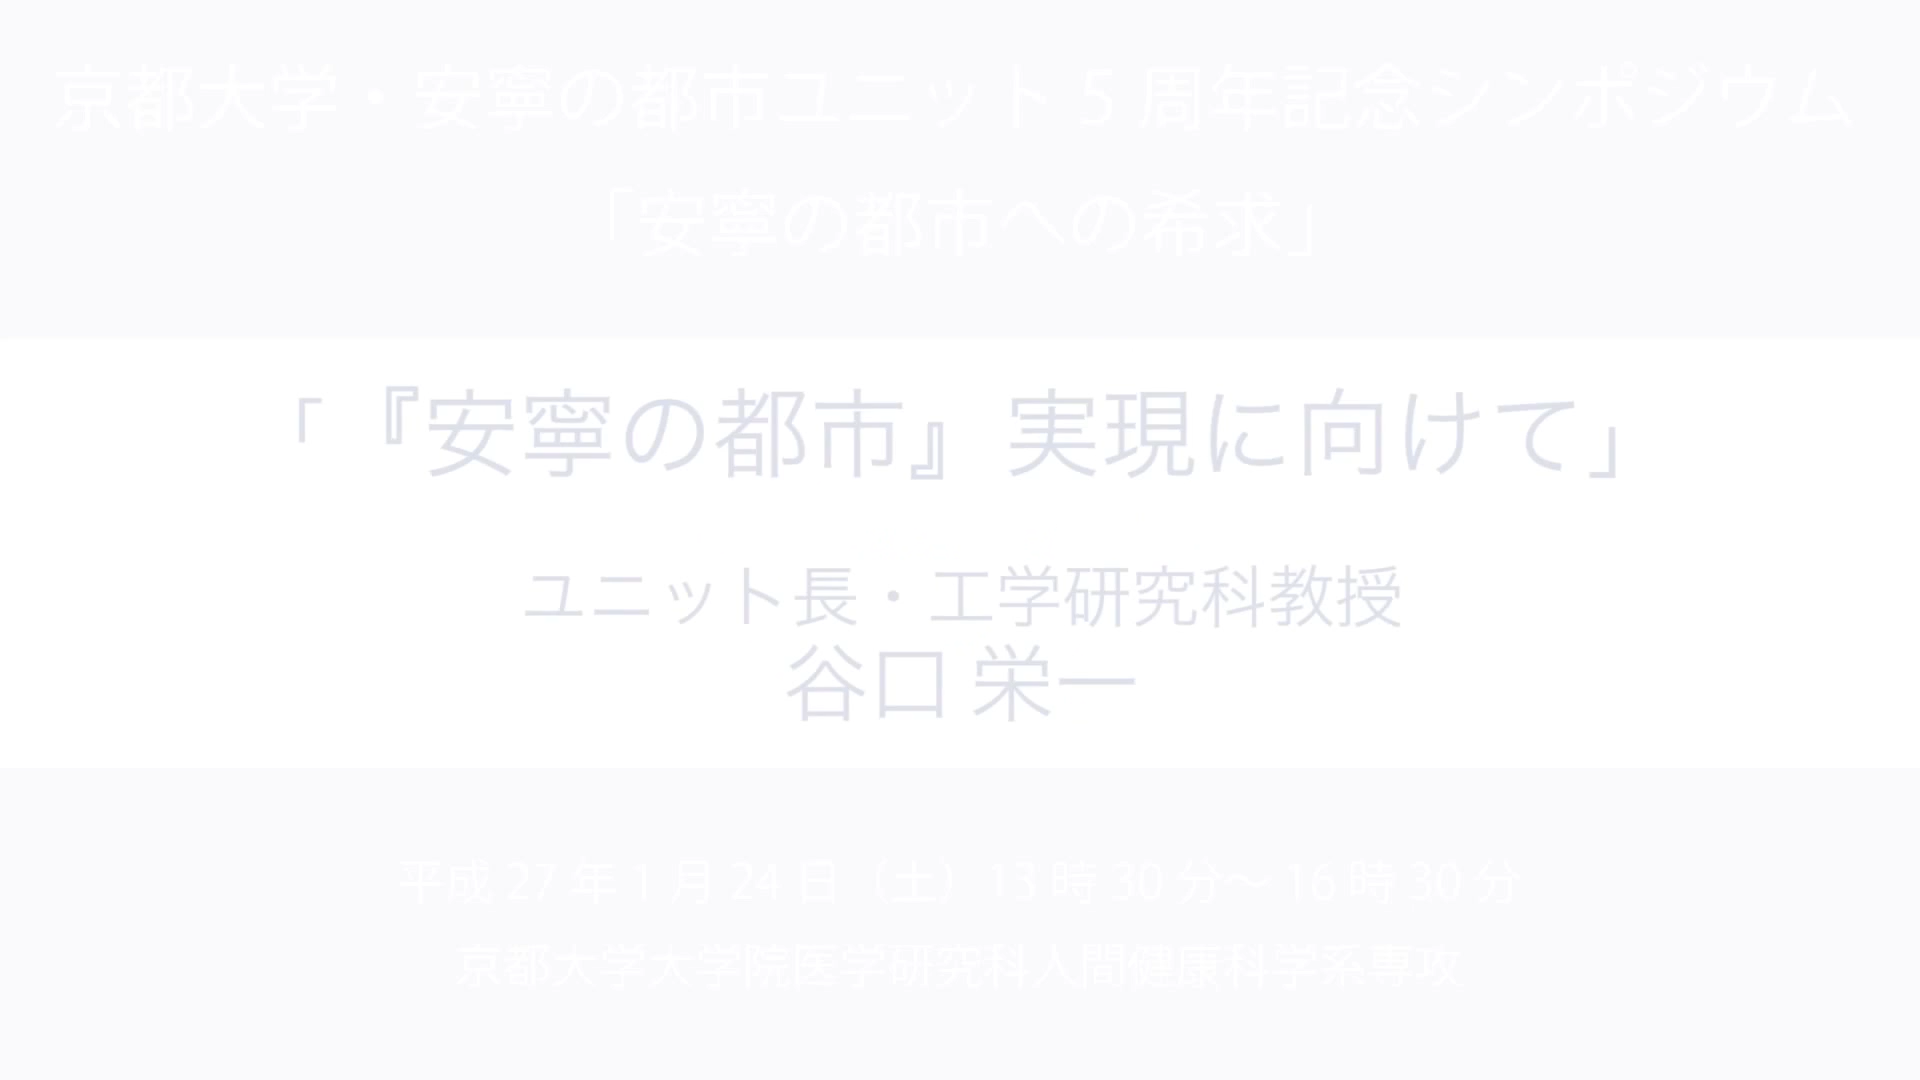 京都大学・安寧の都市ユニット5周年記念シンポジウム
「安寧の都市への希求」
「『安寧の都市』実現に向けて」
ユニット長・工学研究科教授
谷口 栄一
平成27年1月24日（土）13時30分〜16時30分
京都大学大学院医学研究科人間健康科学系専攻